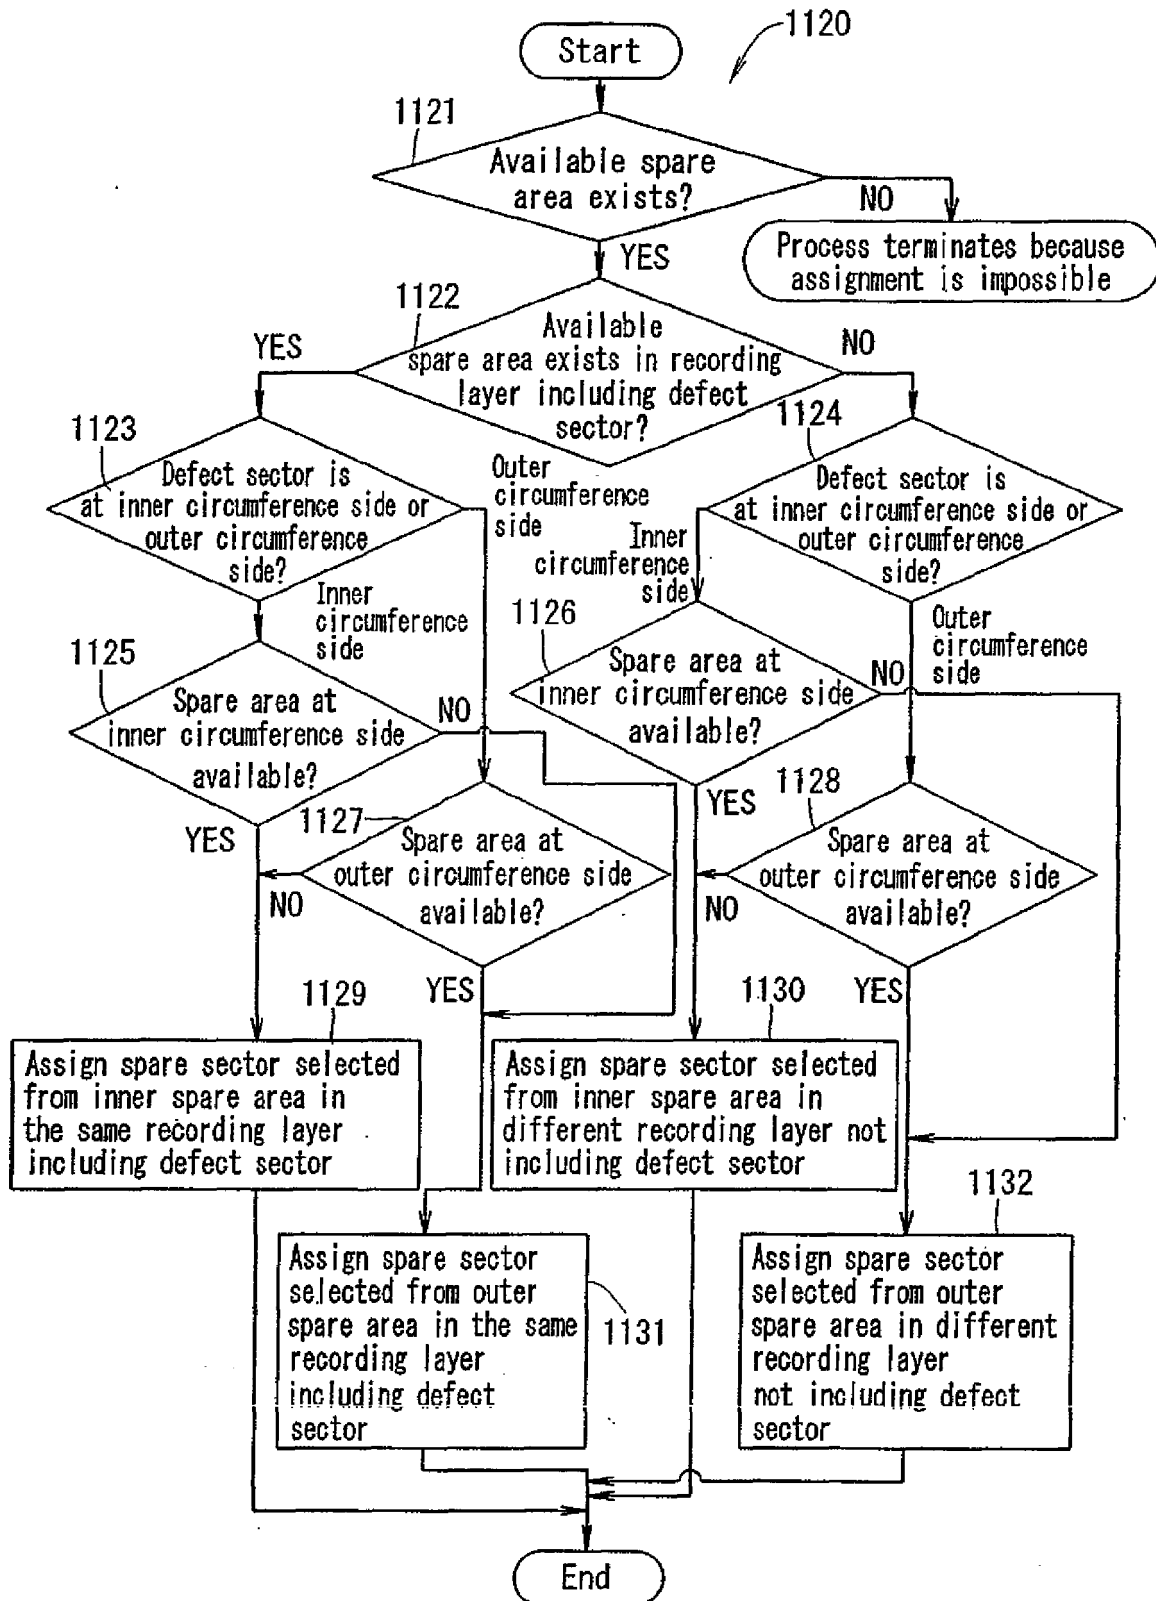 1120
Start
1121
Available spare
area exists?
NO
YES
Process terminates because
assignment is impossible
1122
Available
spare area exists in recording
layer including defect
sector?
YES
NO
1123
Defect sector is
at inner circumference side or
outer circumference
side?
Outer
circumference
side
1124
Defect sector is
at inner circumference side or
outer circumference
side?
Inner
circumference
side
Inner
circumference
side
Outer
circumference
side
1125
Spare area at
inner circumference side
available?
NO
YES
1126
Spare area at
inner circumference side
available?
NO
YES
1127
Spare area at
outer circumference side
available?
NO
YES
1128
Spare area at
outer circumference side
available?
NO
YES
1129
Assign spare sector selected
from inner spare area in
the same recording layer
including defect sector
1130
Assign spare sector selected
from inner spare area in
different recording layer not
including defect sector
1131
Assign spare sector
selected from outer
spare area in the same
recording layer
including defect
sector
1132
Assign spare sector
selected from outer
spare area in different
recording layer
not including defect
sector
End